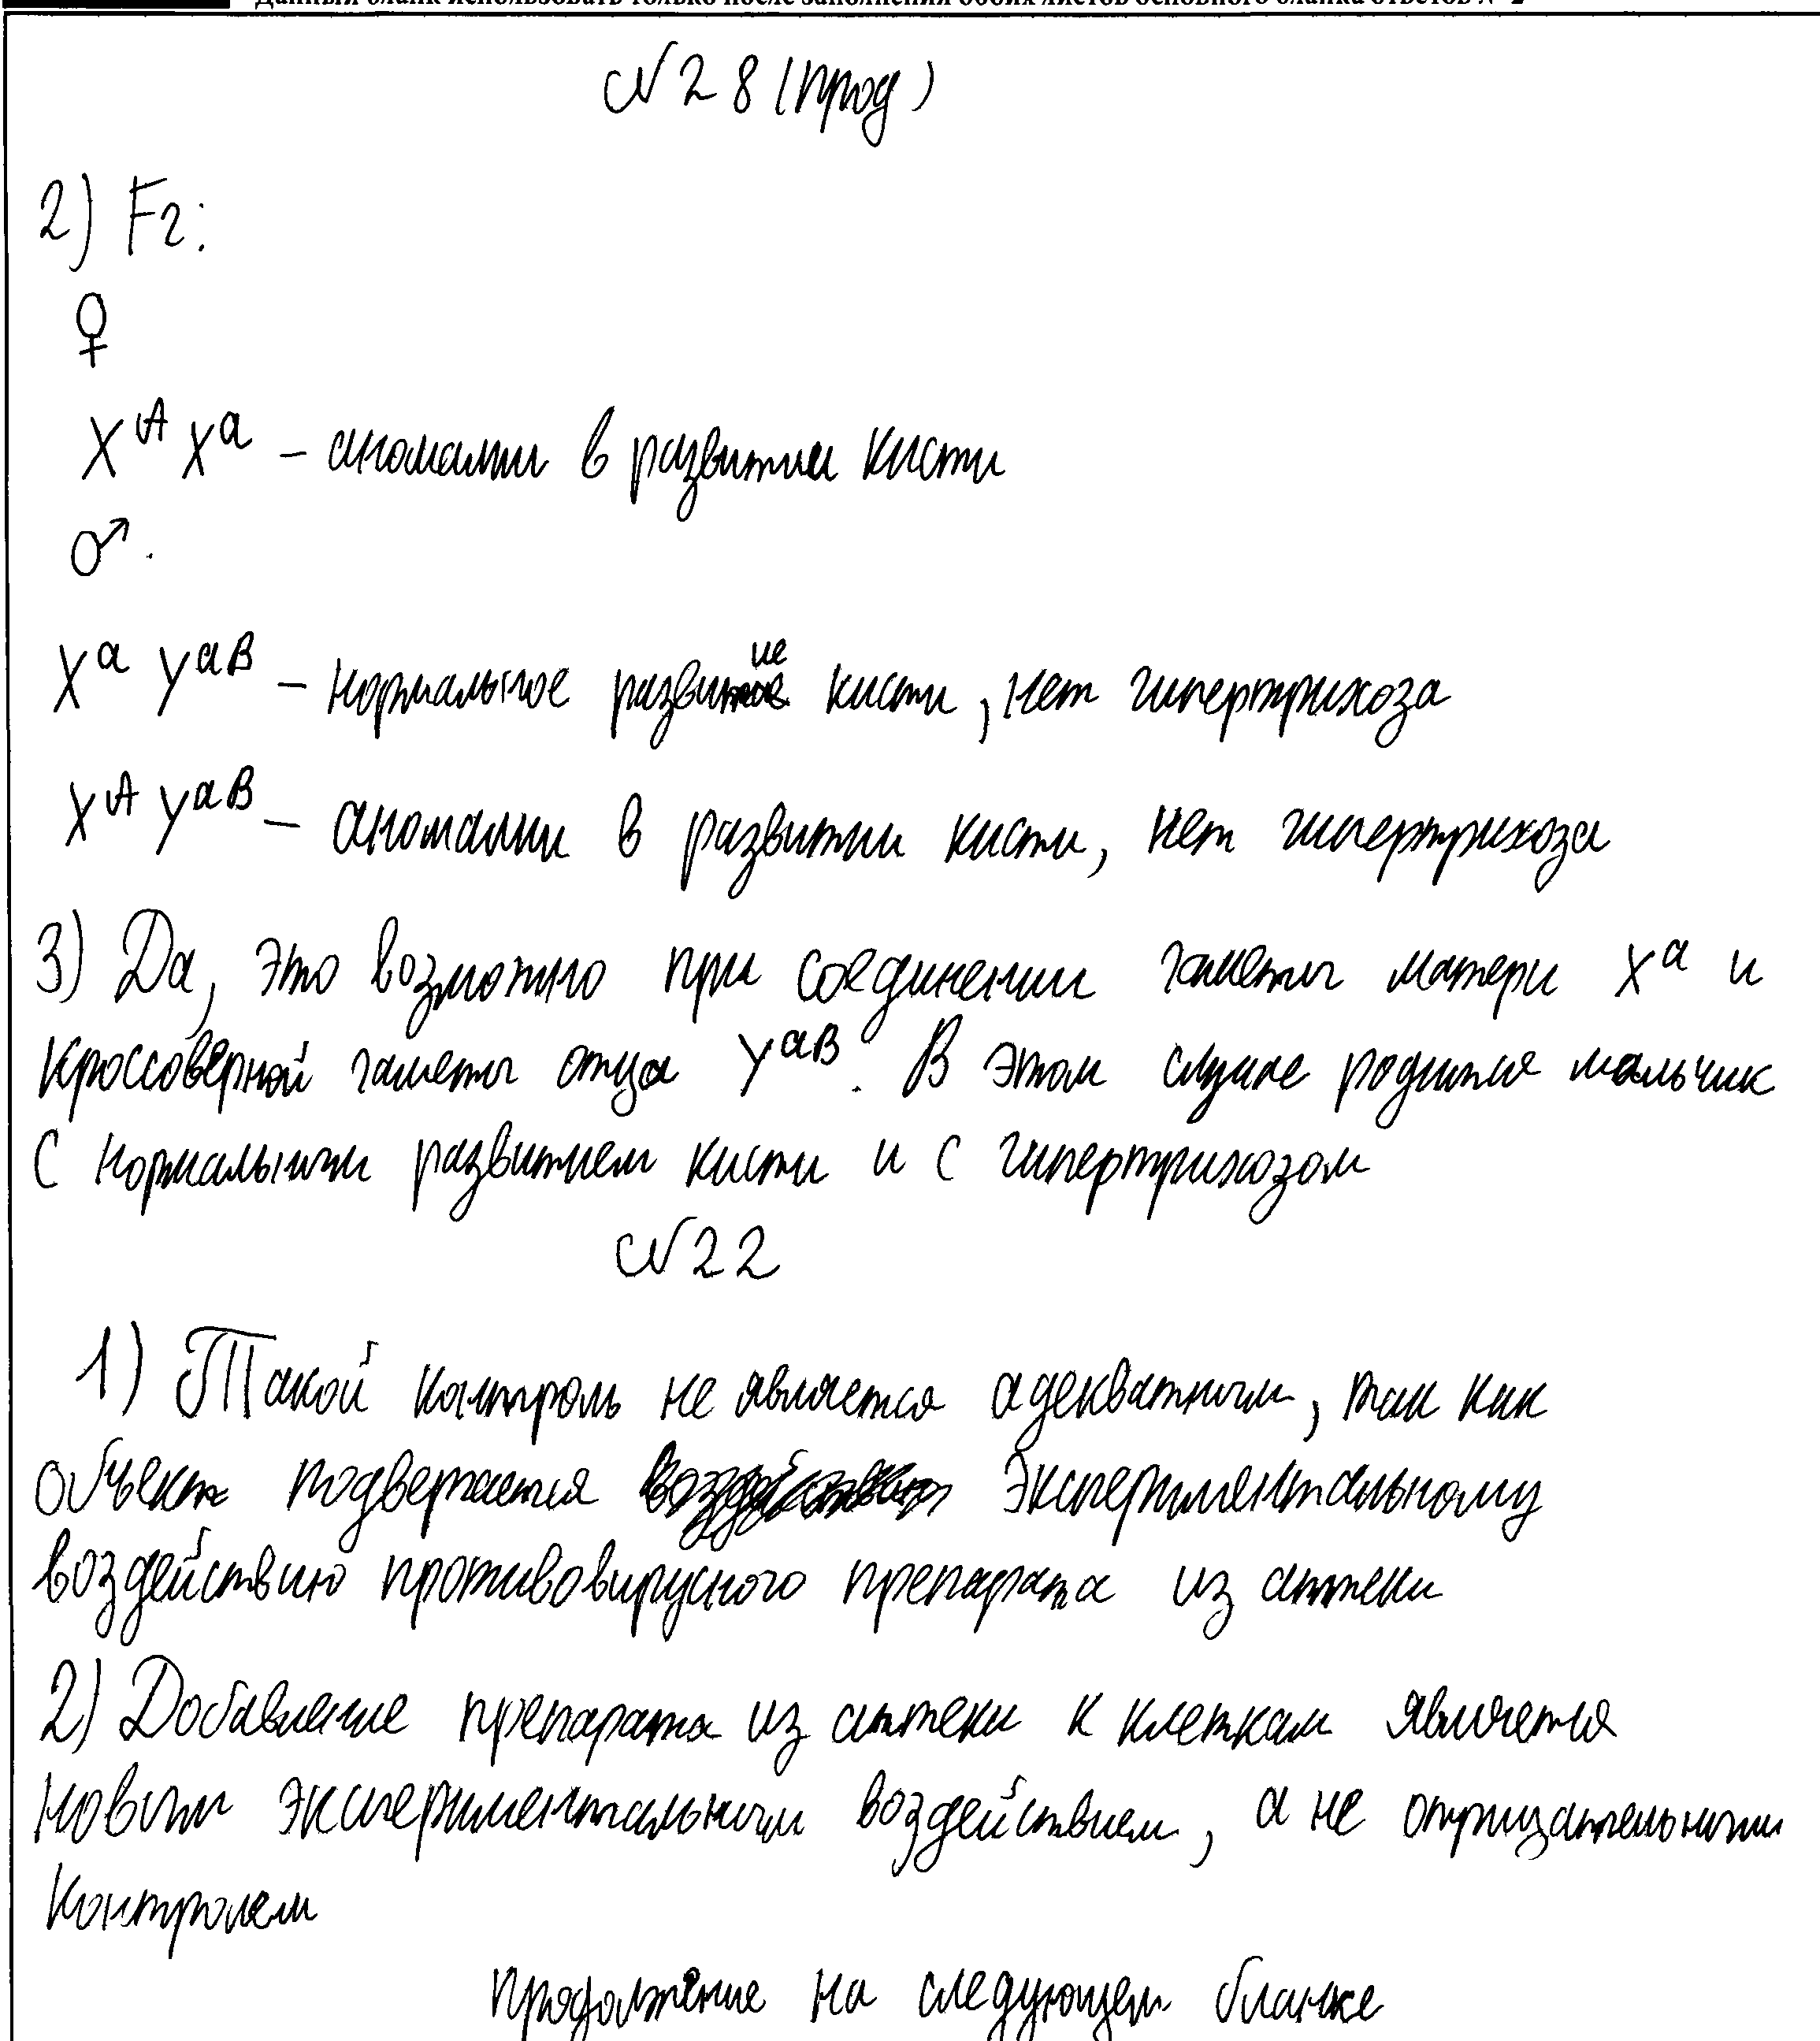 Данный бланк использовать только после заполнения обоих листов основного бланка ответов № 2
№ 28 (прод)
2) F2:
♀
X^A X^a – аномалии в развитии кисти
♂.
X^a Y^aB – нормальное развитие кисти, нет гипертрихоза
X^A Y^aB – аномалии в развитии кисти, нет гипертрихоза
3) Да, это возможно при соединении гаметы матери X^a и
кроссоверной гаметы отца Y^aB. В этом случае родится мальчик
с нормальным развитием кисти и с гипертрихозом
№ 22
1) Такой контроль не является адекватным, так как
объект подвергается экспериментальному
воздействию противовирусного препарата из аптеки
2) Добавление препарата из аптеки к клеткам является
новым экспериментальным воздействием, а не отрицательным
контролем
продолжение на следующем бланке